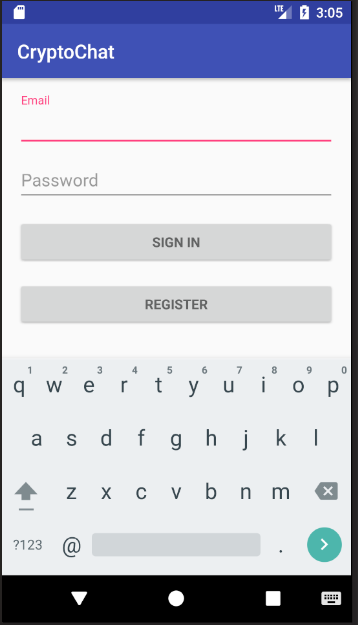 LTE 3:05
CryptoChat
Email
Password
SIGN IN
REGISTER
1 2 3 4 5 6 7 8 9 0
q w e r t y u i o p
a s d f g h j k l
z x c v b n m
?123 @ .